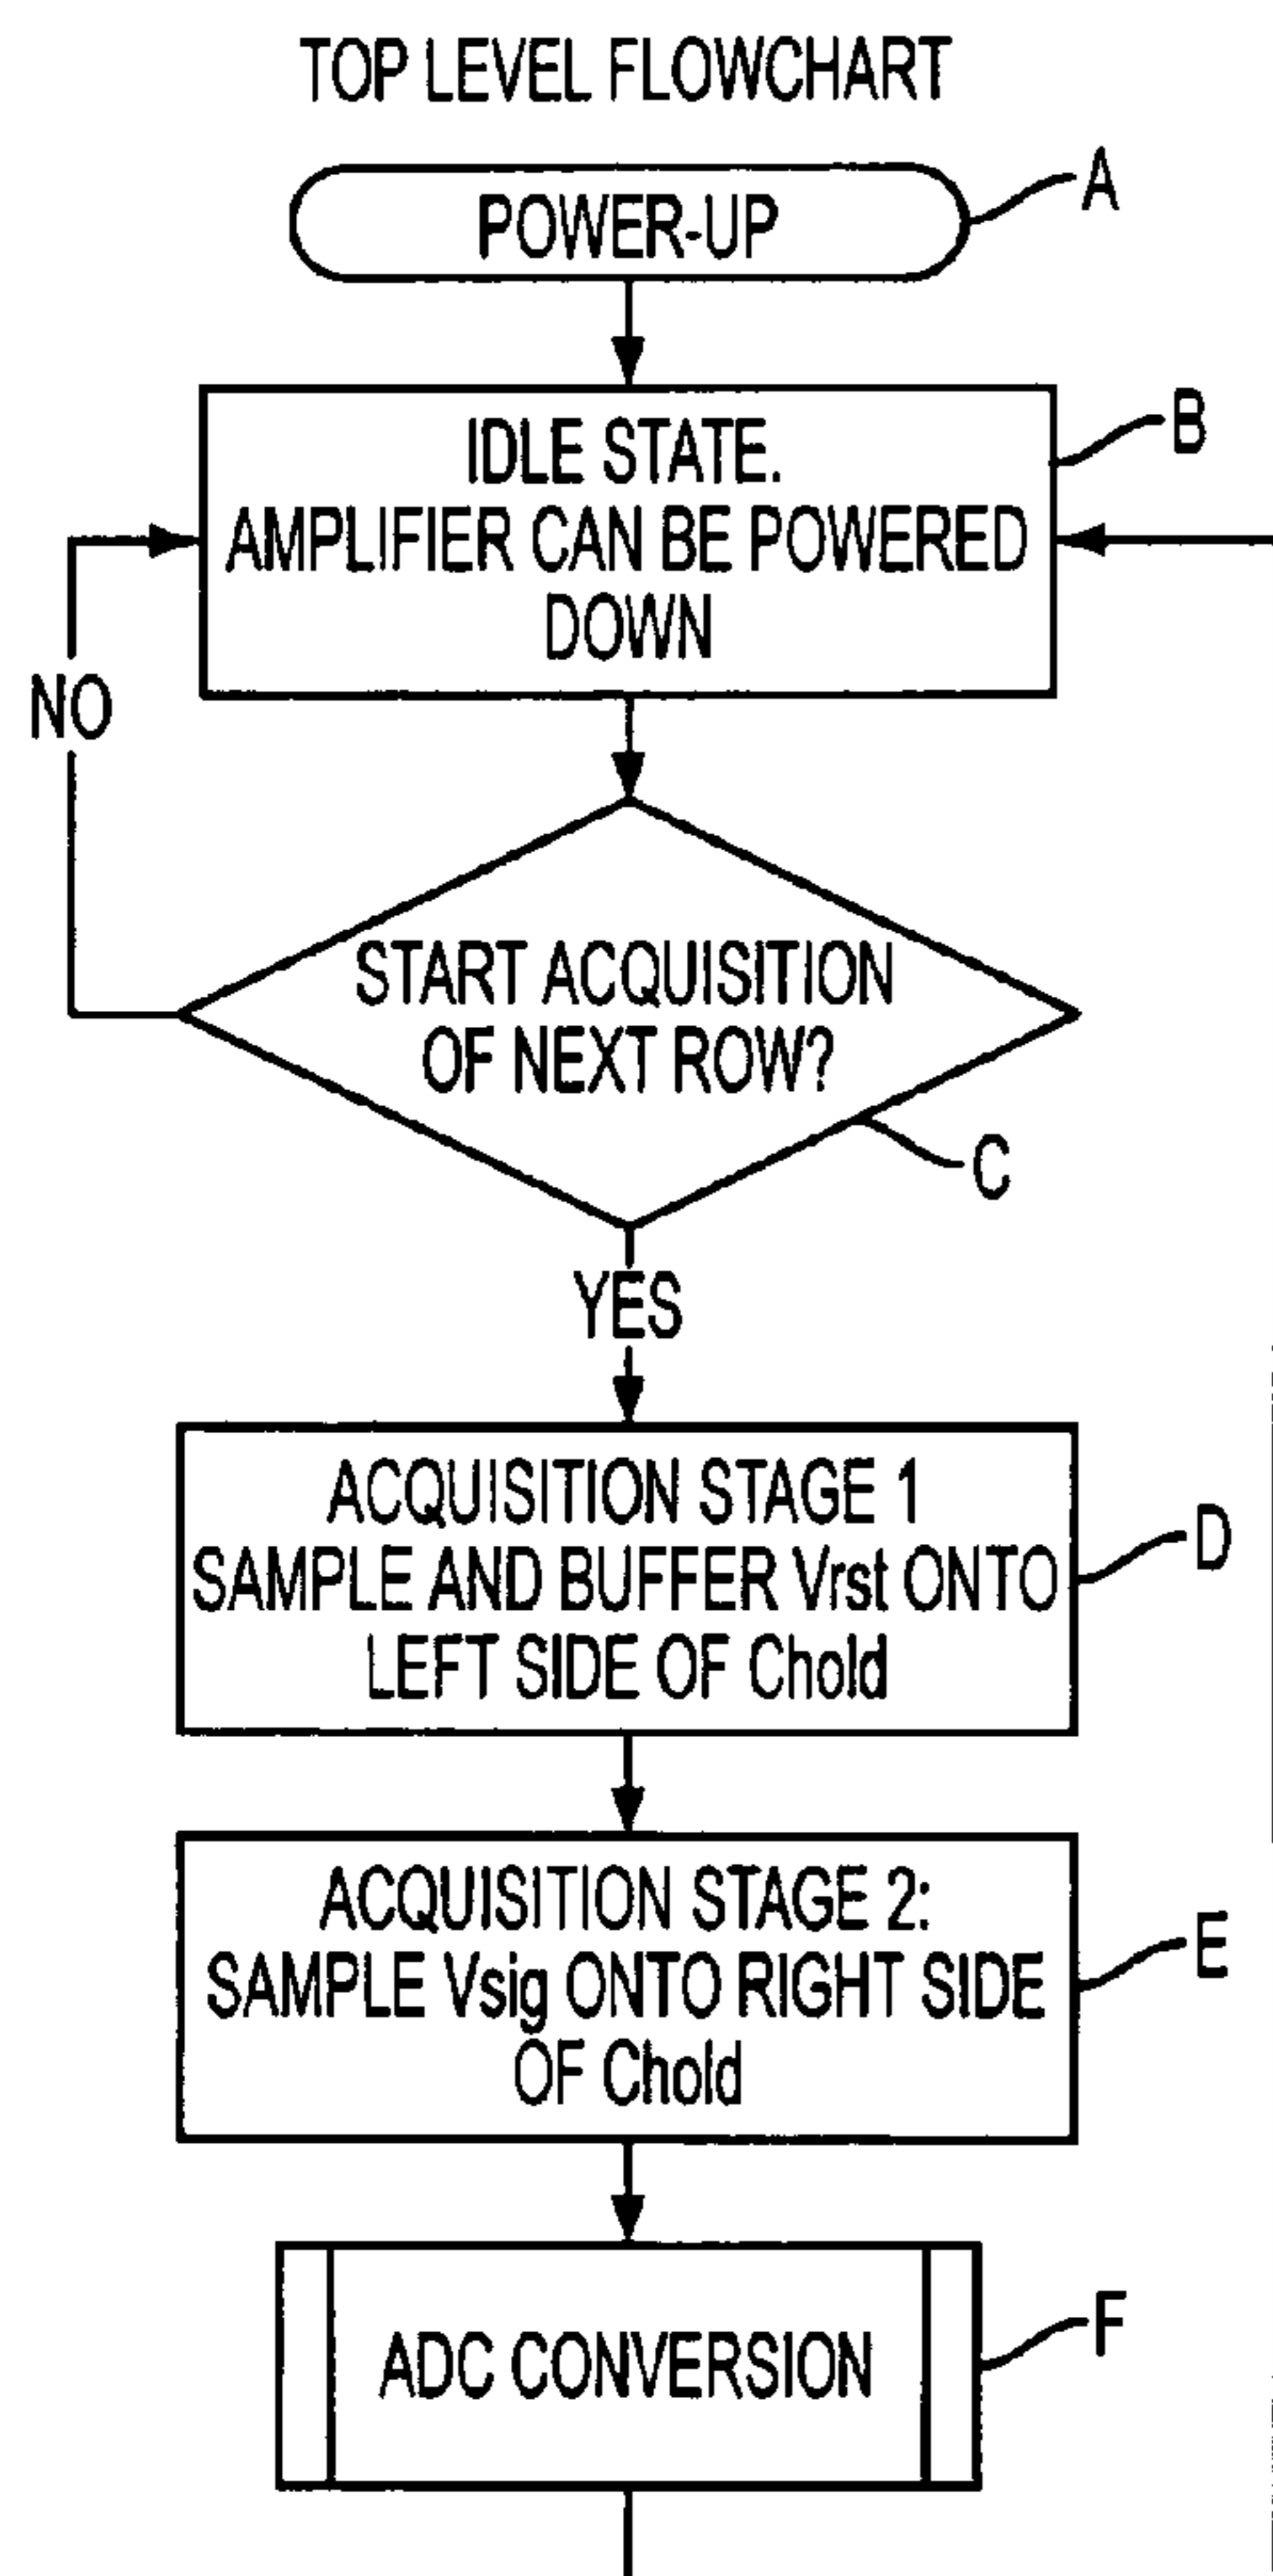 TOP LEVEL FLOWCHART
POWER-UP
A
IDLE STATE.
AMPLIFIER CAN BE POWERED
DOWN
B
NO
START ACQUISITION
OF NEXT ROW?
C
YES
ACQUISITION STAGE 1
SAMPLE AND BUFFER Vrst ONTO
LEFT SIDE OF Chold
D
ACQUISITION STAGE 2:
SAMPLE Vsig ONTO RIGHT SIDE
OF Chold
E
ADC CONVERSION
F